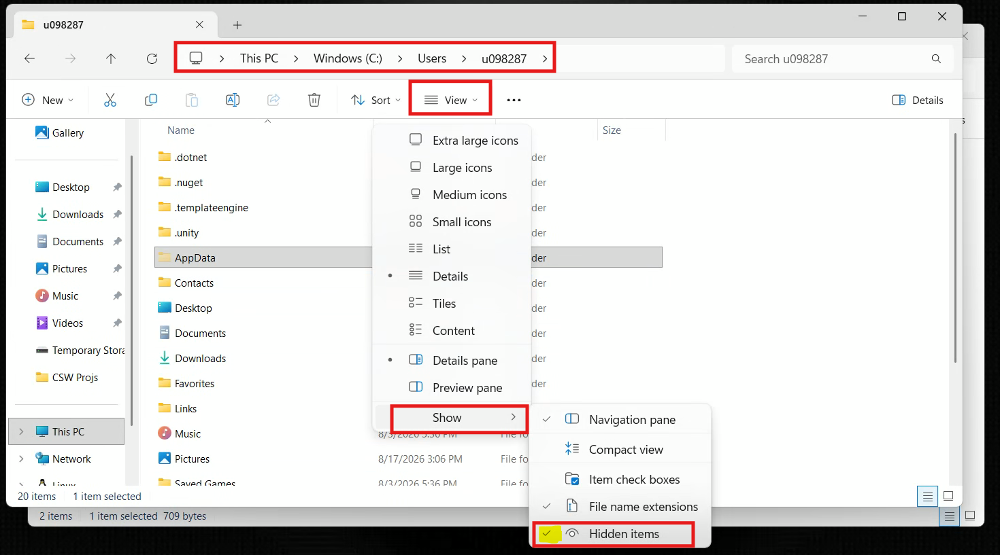 u098287
This PC > Windows (C:) > Users > u098287 >
Search u098287
New
Sort
View
Details
Gallery
Desktop
Downloads
Documents
Pictures
Music
Videos
Temporary Stora
CSW Projs
This PC
Network
Linux
Name
Size
.dotnet
der
.nuget
der
.templateengine
der
.unity
der
AppData
der
Contacts
der
Desktop
der
Documents
der
Downloads
der
Favorites
der
Links
Music
8/3/2026 5:36 PM
File fo
Pictures
8/17/2026 3:06 PM
File fo
Saved Games
8/3/2026 5:36 PM
File fo
Extra large icons
Large icons
Medium icons
Small icons
List
Details
Tiles
Content
Details pane
Preview pane
Show
Navigation pane
Compact view
Item check boxes
File name extensions
Hidden items
20 items 1 item selected
2 items 1 item selected 709 bytes